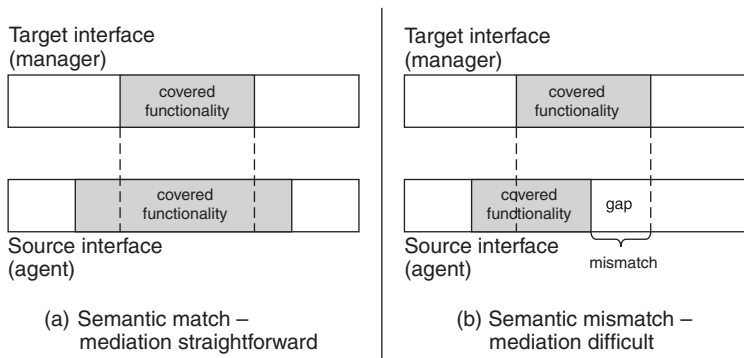 Target interface
(manager)
covered
functionality
covered
functionality
Source interface
(agent)
(a) Semantic match –
mediation straightforward
Target interface
(manager)
covered
functionality
covered
functionality
gap
Source interface
(agent)
mismatch
(b) Semantic mismatch –
mediation difficult